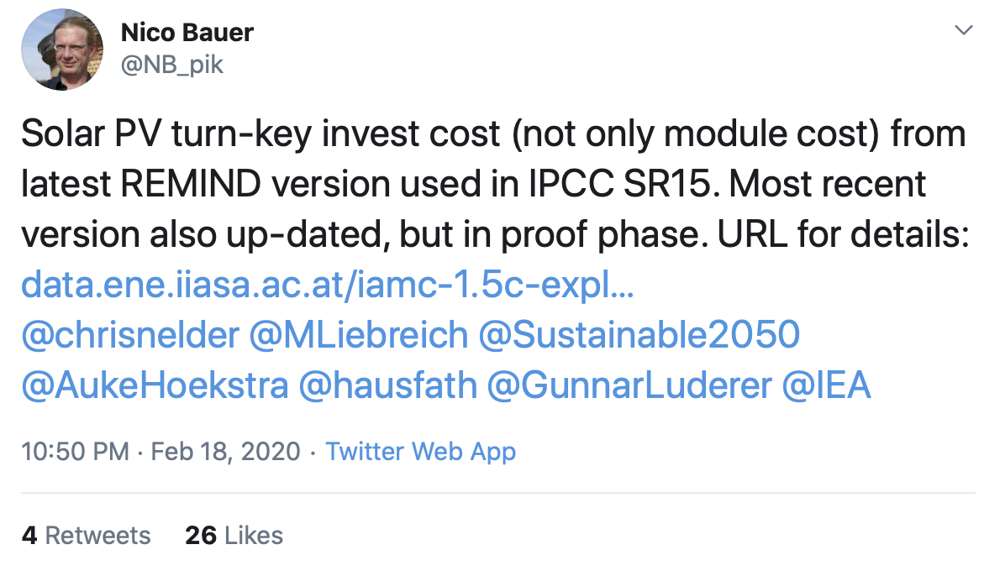 Nico Bauer
@NB_pik
Solar PV turn-key invest cost (not only module cost) from
latest REMIND version used in IPCC SR15. Most recent
version also up-dated, but in proof phase. URL for details:
data.ene.iiasa.ac.at/iamc-1.5c-expl…
@chrisnelder @MLiebreich @Sustainable2050
@AukeHoekstra @hausfath @GunnarLuderer @IEA
10:50 PM · Feb 18, 2020 · Twitter Web App
4 Retweets 26 Likes